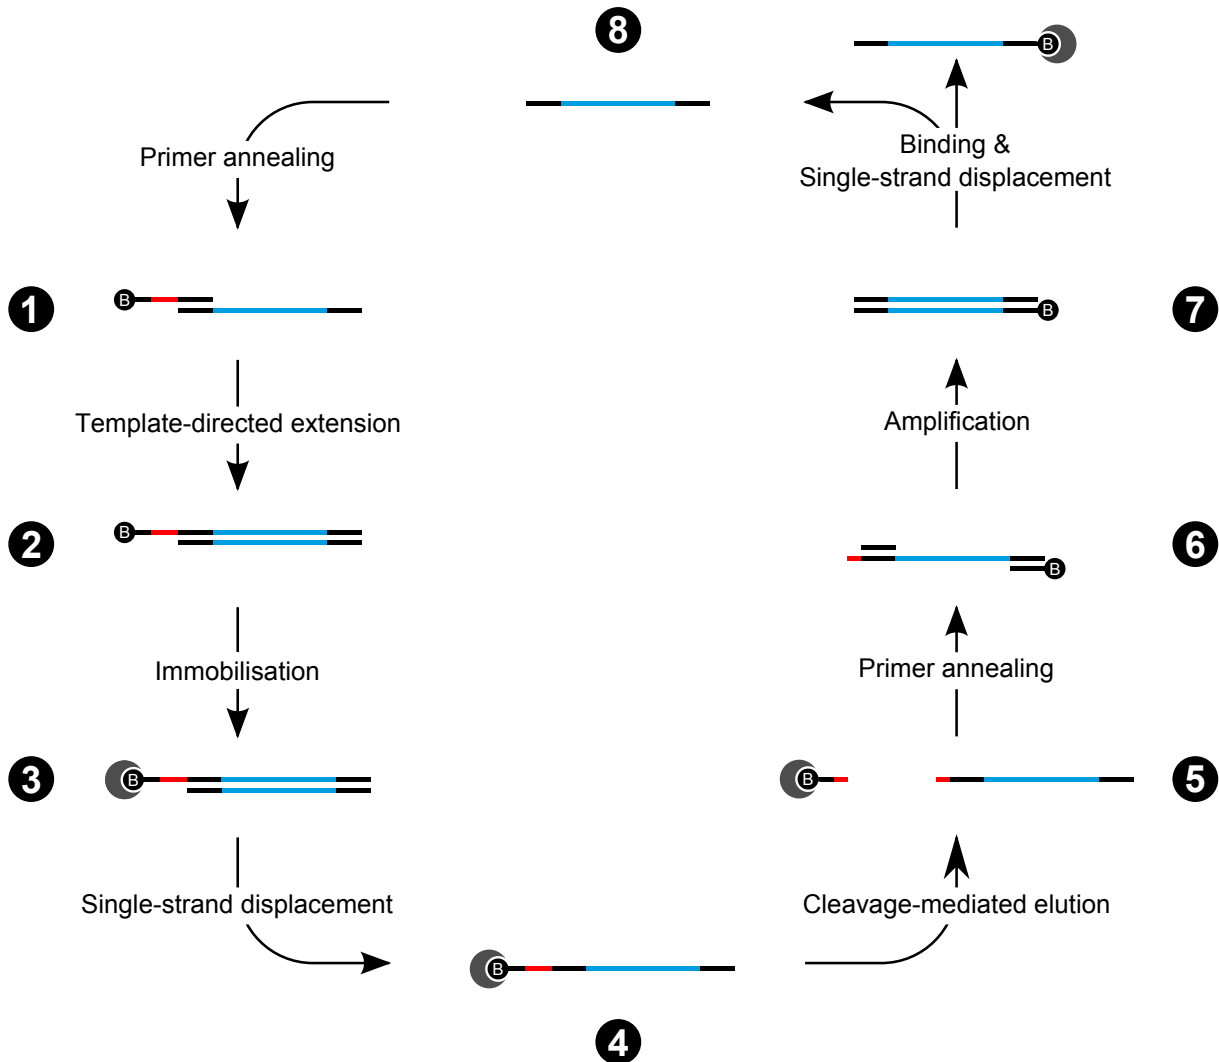 8
B
Primer annealing
Binding &
Single-strand displacement
1
B
B
7
Template-directed extension
Amplification
2
B
6
B
Immobilisation
Primer annealing
3
B
B
5
Single-strand displacement
Cleavage-mediated elution
B
4